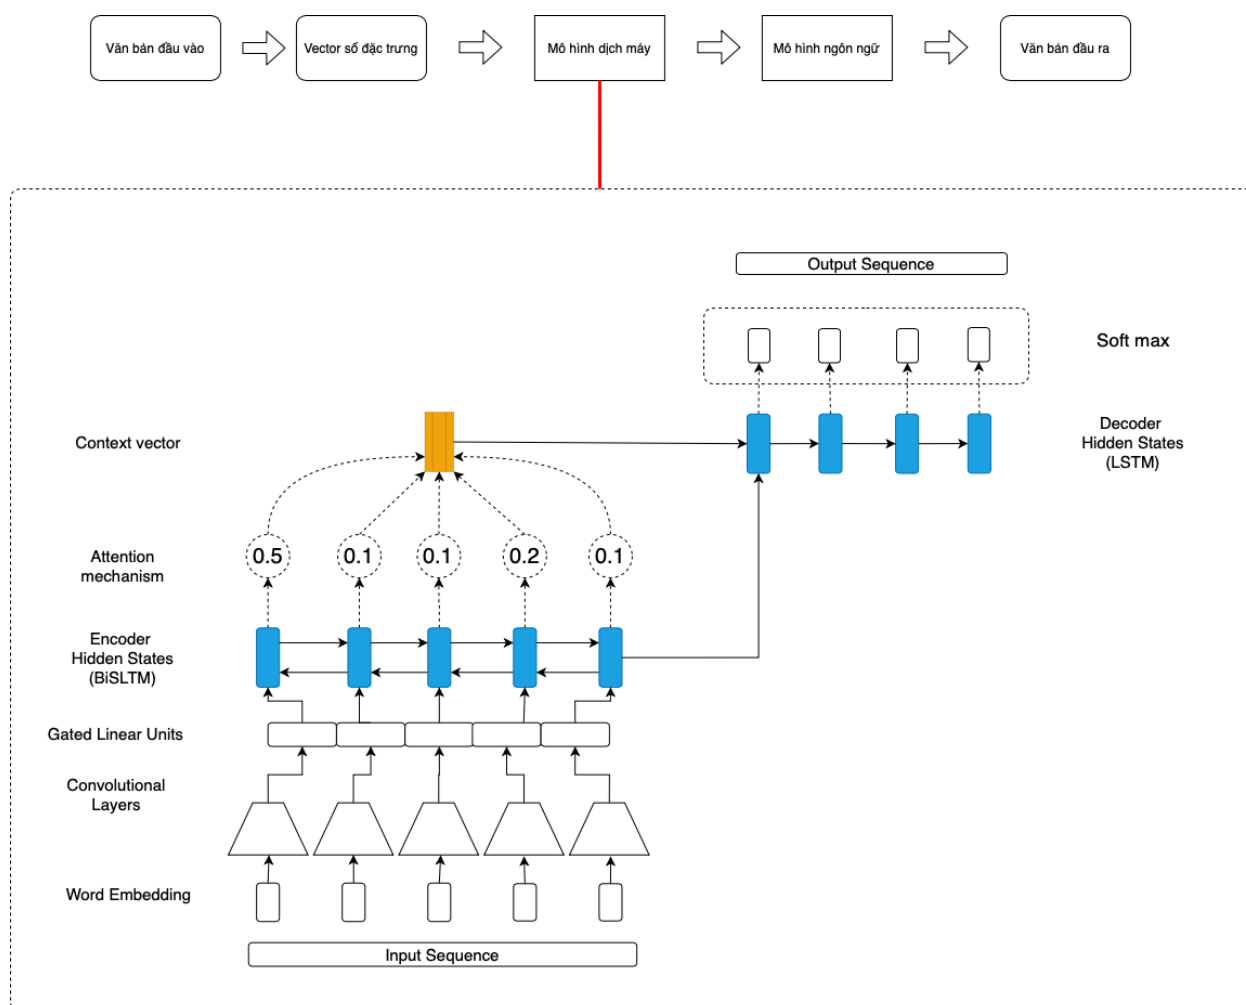 Văn bản đầu vào
Vector số đặc trưng
Mô hình dịch máy
Mô hình ngôn ngữ
Văn bản đầu ra
Output Sequence
Soft max
Context vector
Decoder
Hidden States
(LSTM)
Attention
mechanism
0.5
0.1
0.1
0.2
0.1
Encoder
Hidden States
(BiSLTM)
Gated Linear Units
Convolutional
Layers
Word Embedding
Input Sequence